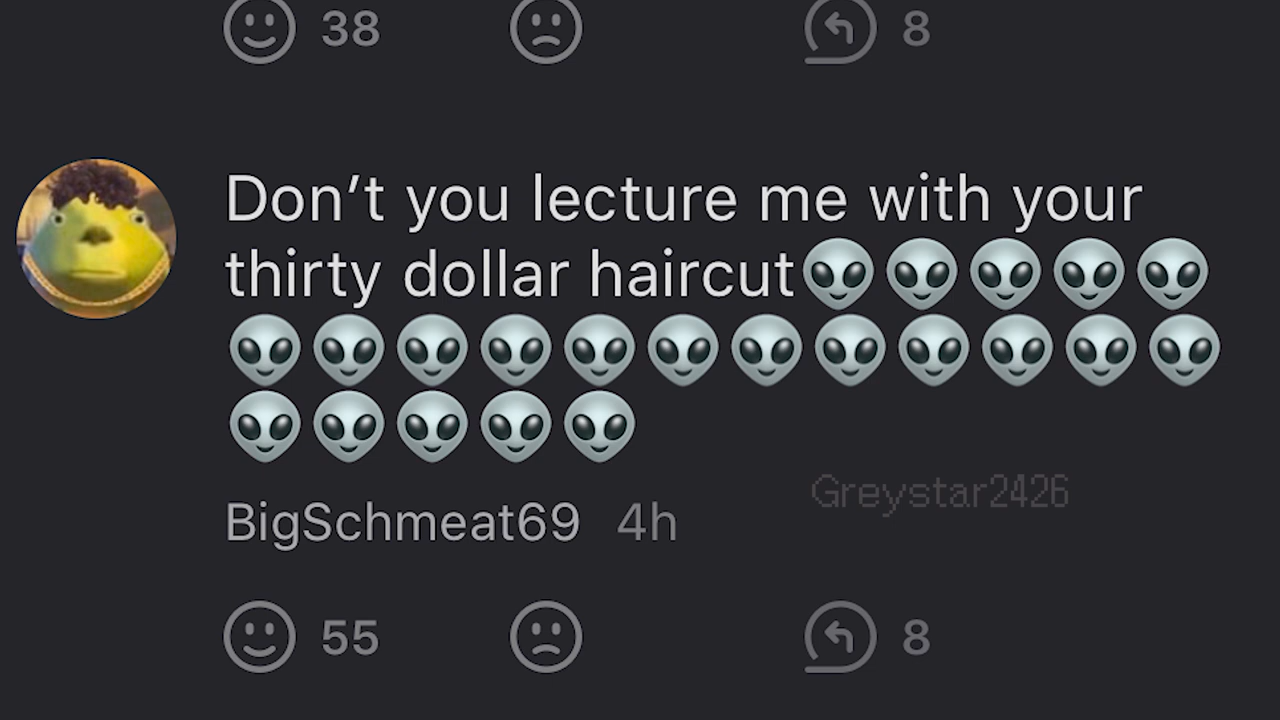 38 8
Don’t you lecture me with your
thirty dollar haircut👽👽👽👽👽
👽👽👽👽👽👽👽👽👽👽👽👽
👽👽👽👽👽
Greystar2426
BigSchmeat69 4h
55 8